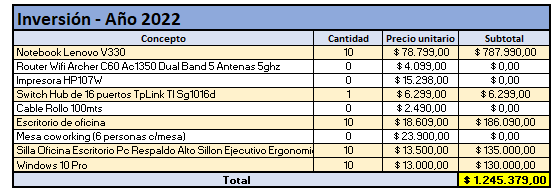 Inversión - Año 2022
Concepto Cantidad Precio unitario Subtotal
Notebook Lenovo V330 10 $ 78.799,00 $ 787.990,00
Router Wifi Archer C60 Ac1350 Dual Band 5 Antenas 5ghz 0 $ 4.099,00 $ 0,00
Impresora HP107W 0 $ 15.298,00 $ 0,00
Switch Hub de 16 puertos TpLink Tl Sg1016d 1 $ 6.299,00 $ 6.299,00
Cable Rollo 100mts 0 $ 2.490,00 $ 0,00
Escritorio de oficina 10 $ 18.609,00 $ 186.090,00
Mesa coworking (6 personas c/mesa) 0 $ 23.900,00 $ 0,00
Silla Oficina Escritorio Pc Respaldo Alto Sillon Ejecutivo Ergonomi 10 $ 13.500,00 $ 135.000,00
Windows 10 Pro 10 $ 13.000,00 $ 130.000,00
Total $ 1.245.379,00